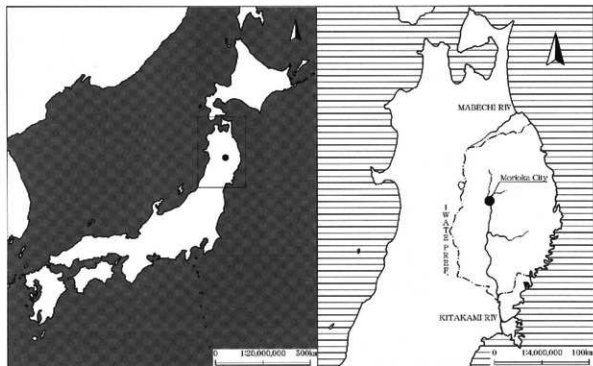 0 1:20,000,000 500km
MABECHI RIV
Morioka City
IWATE PREF.
KITAKAMI RIV
0 1:4,000,000 100km